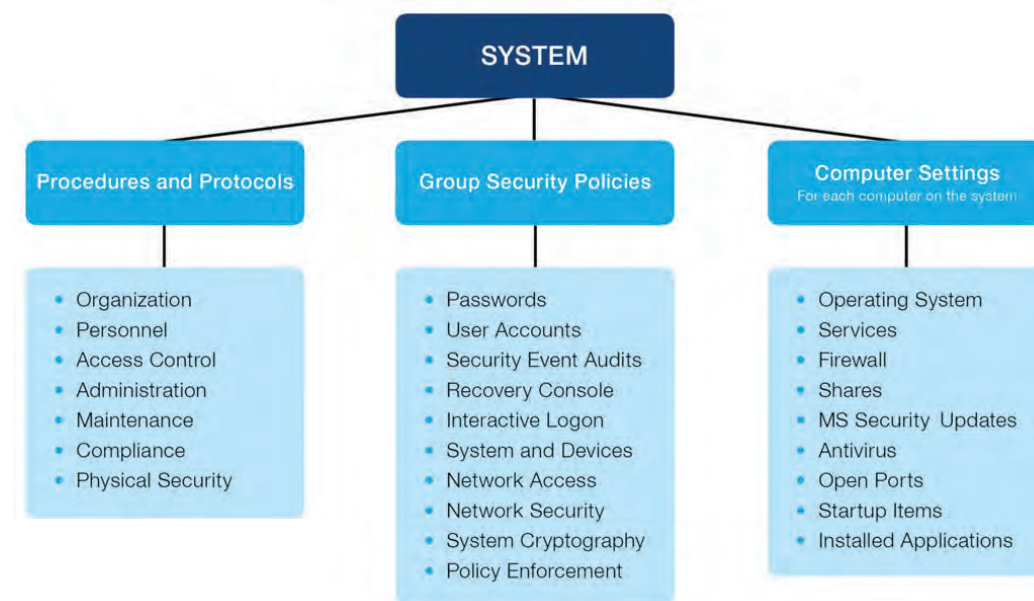 SYSTEM
Procedures and Protocols
Group Security Policies
Computer Settings
For each computer on the system
Organization
Personnel
Access Control
Administration
Maintenance
Compliance
Physical Security
Passwords
User Accounts
Security Event Audits
Recovery Console
Interactive Logon
System and Devices
Network Access
Network Security
System Cryptography
Policy Enforcement
Operating System
Services
Firewall
Shares
MS Security Updates
Antivirus
Open Ports
Startup Items
Installed Applications